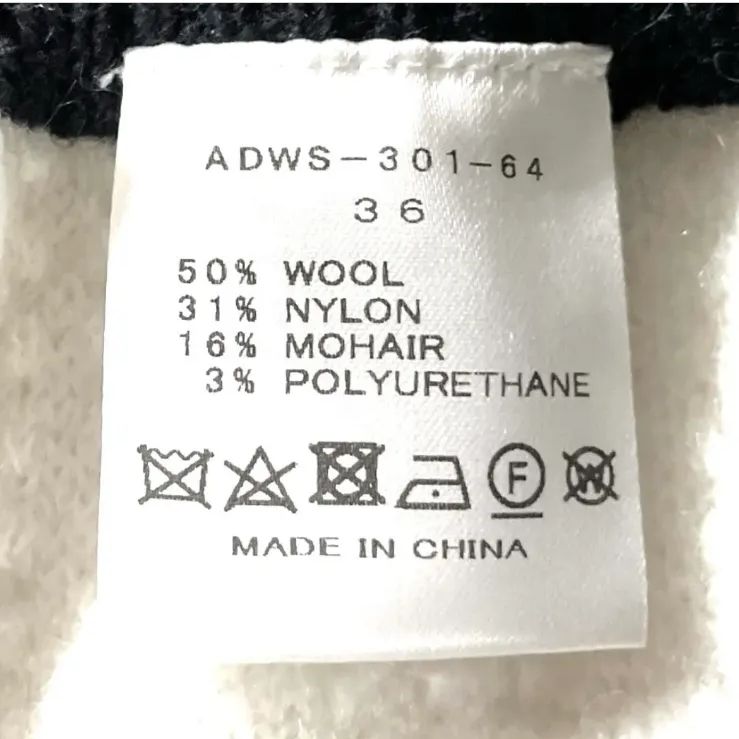 ADWS-301-64
36
50% WOOL
31% NYLON
16% MOHAIR
3% POLYURETHANE
F W
MADE IN CHINA